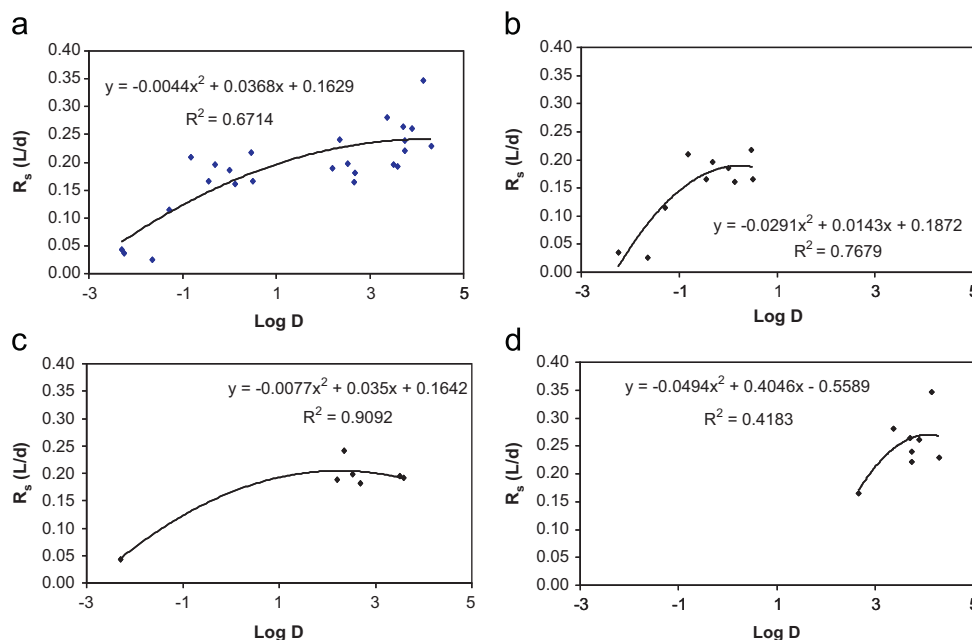 a
0.40
0.35
0.30
0.25
0.20
0.15
0.10
0.05
0.00
R_s (L/d)
y = -0.0044x² + 0.0368x + 0.1629
R² = 0.6714
-3 -1 1 3 5
Log D
b
0.40
0.35
0.30
0.25
0.20
0.15
0.10
0.05
0.00
R_s (L/d)
y = -0.0291x² + 0.0143x + 0.1872
R² = 0.7679
-3 -1 1 3 5
Log D
c
0.40
0.35
0.30
0.25
0.20
0.15
0.10
0.05
0.00
R_s (L/d)
y = -0.0077x² + 0.035x + 0.1642
R² = 0.9092
-3 -1 1 3 5
Log D
d
0.40
0.35
0.30
0.25
0.20
0.15
0.10
0.05
0.00
R_s (L/d)
y = -0.0494x² + 0.4046x - 0.5589
R² = 0.4183
-3 -1 1 3 5
Log D